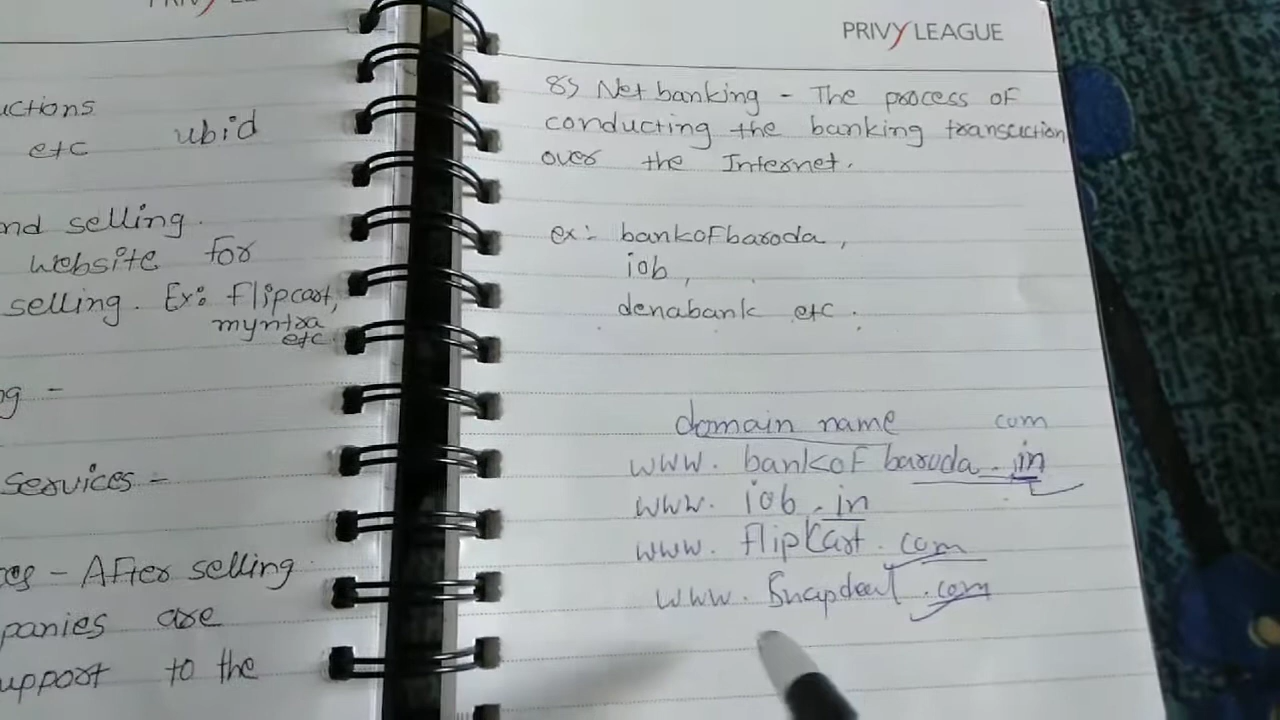 uctions
etc ubid
nd selling.
website for
selling. Ex: flipcart,
myntra
etc
g -
services -
es - After selling
panies are
upport to the
PRIVY LEAGUE
8) Net banking - The process of
conducting the banking transaction
over the Internet.
ex:- bankofbaroda,
iob,
denabank etc.
domain name com
www. bankofbaroda.in
www. iob.in
www. flipkart.com
www. Snapdeal.com